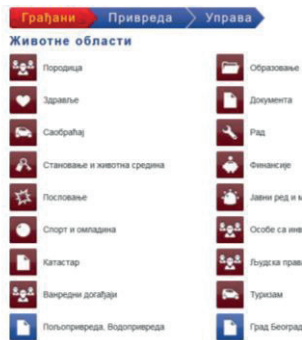 Грађани Привреда Управа
Животне области
Породица
Образовање
Здравље
Документа
Саобраћај
Рад
Становање и животна средина
Финансије
Пословање
Јавни ред и
Спорт и омладина
Особе са
Катастар
Људска права
Ванредни догађаји
Туризам
Пољопривреда. Водопривреда
Град Београд